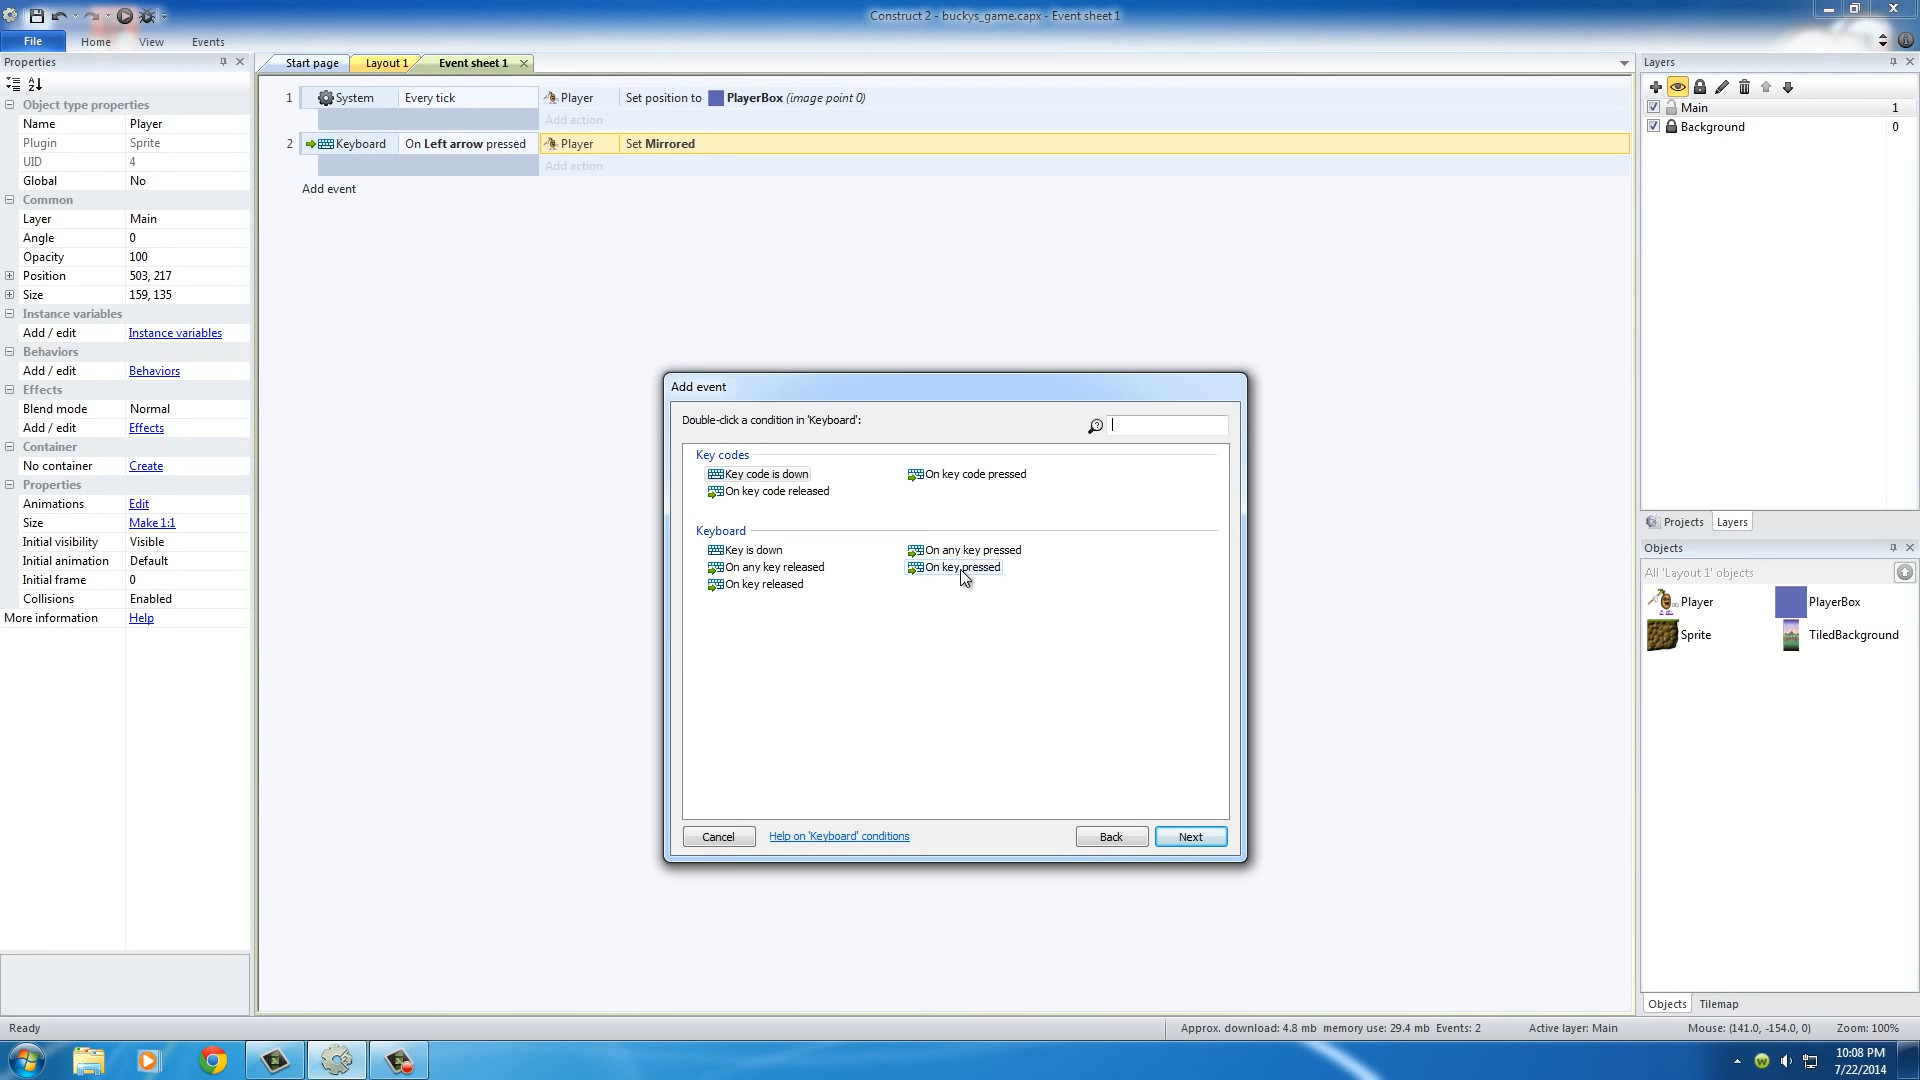 Construct 2 - buckys_game.capx - Event sheet 1
File Home View Events
Properties
Object type properties
Name Player
Plugin Sprite
UID 4
Global No
Common
Layer Main
Angle 0
Opacity 100
Position 503, 217
Size 159, 135
Instance variables
Add / edit Instance variables
Behaviors
Add / edit Behaviors
Effects
Blend mode Normal
Add / edit Effects
Container
No container Create
Properties
Animations Edit
Size Make 1:1
Initial visibility Visible
Initial animation Default
Initial frame 0
Collisions Enabled
More information Help
Start page Layout 1 Event sheet 1
1 System Every tick Player Set position to PlayerBox (image point 0)
Add action
2 Keyboard On Left arrow pressed Player Set Mirrored
Add action
Add event
Add event
Double-click a condition in 'Keyboard':
Key codes
Key code is down On key code pressed
On key code released
Keyboard
Key is down On any key pressed
On any key released On key pressed
On key released
Cancel Help on 'Keyboard' conditions Back Next
Layers
Main 1
Background 0
Projects Layers
Objects
All 'Layout 1' objects
Player PlayerBox
Sprite TiledBackground
Objects Tilemap
Ready Approx. download: 4.8 mb memory use: 29.4 mb Events: 2 Active layer: Main Mouse: (141.0, -154.0, 0) Zoom: 100%
10:08 PM
7/22/2014